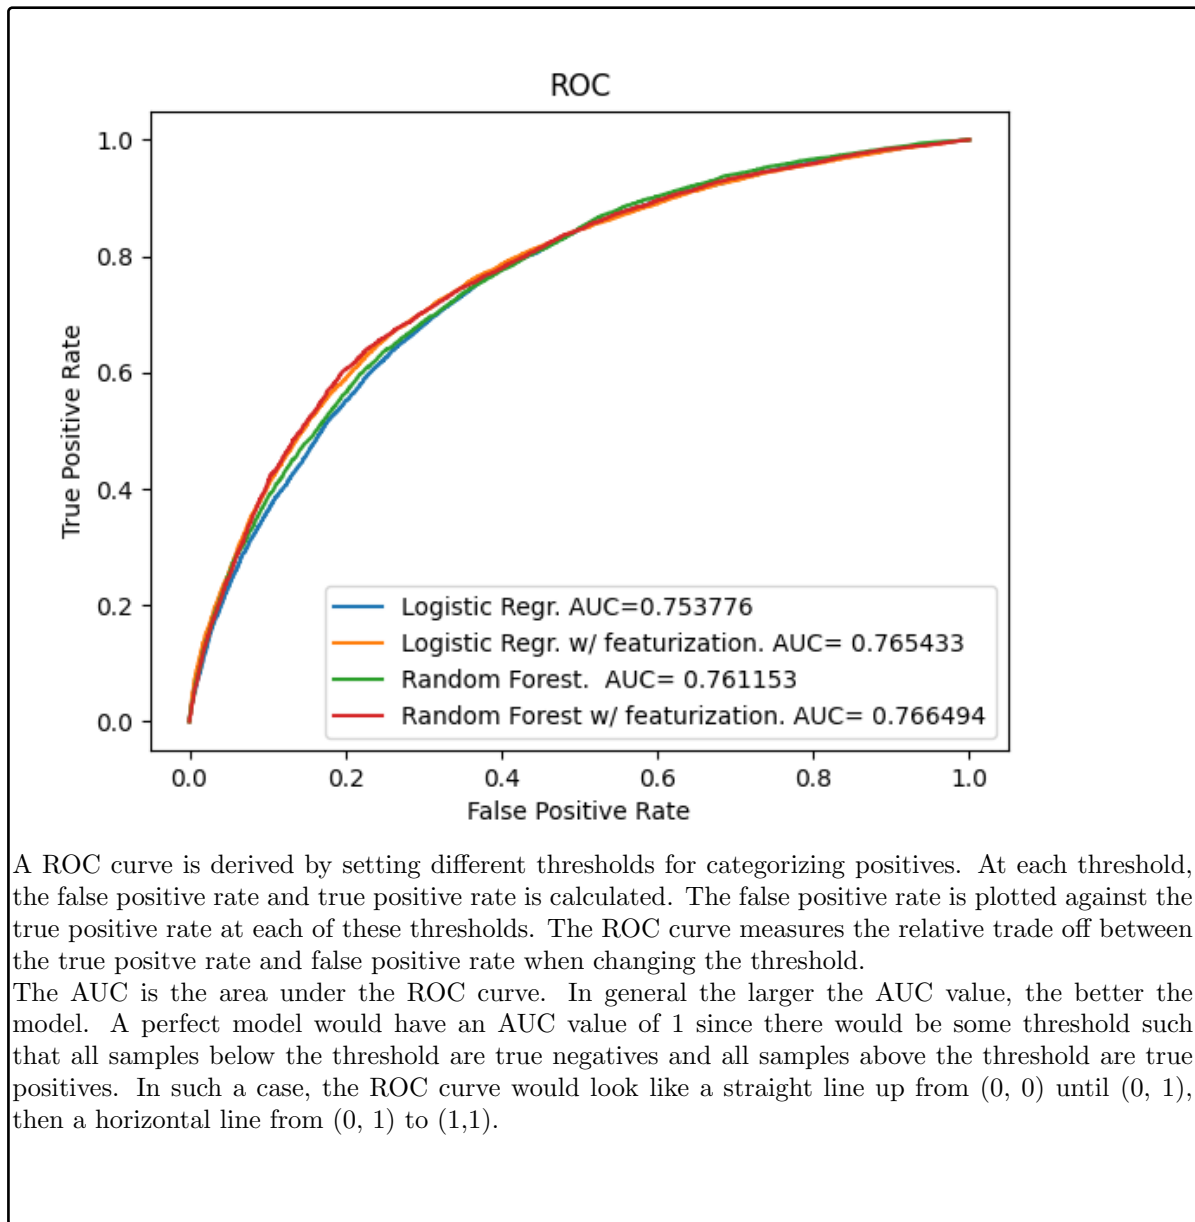 ROC
1.0
0.8
0.6
0.4
0.2
0.0
True Positive Rate
Logistic Regr. AUC=0.753776
Logistic Regr. w/ featurization. AUC= 0.765433
Random Forest.  AUC= 0.761153
Random Forest w/ featurization. AUC= 0.766494
0.0 0.2 0.4 0.6 0.8 1.0
False Positive Rate
A ROC curve is derived by setting different thresholds for categorizing positives. At each threshold,
the false positive rate and true positive rate is calculated. The false positive rate is plotted against the
true positive rate at each of these thresholds. The ROC curve measures the relative trade off between
the true positve rate and false positive rate when changing the threshold.
The AUC is the area under the ROC curve. In general the larger the AUC value, the better the
model. A perfect model would have an AUC value of 1 since there would be some threshold such
that all samples below the threshold are true negatives and all samples above the threshold are true
positives. In such a case, the ROC curve would look like a straight line up from (0, 0) until (0, 1),
then a horizontal line from (0, 1) to (1,1).